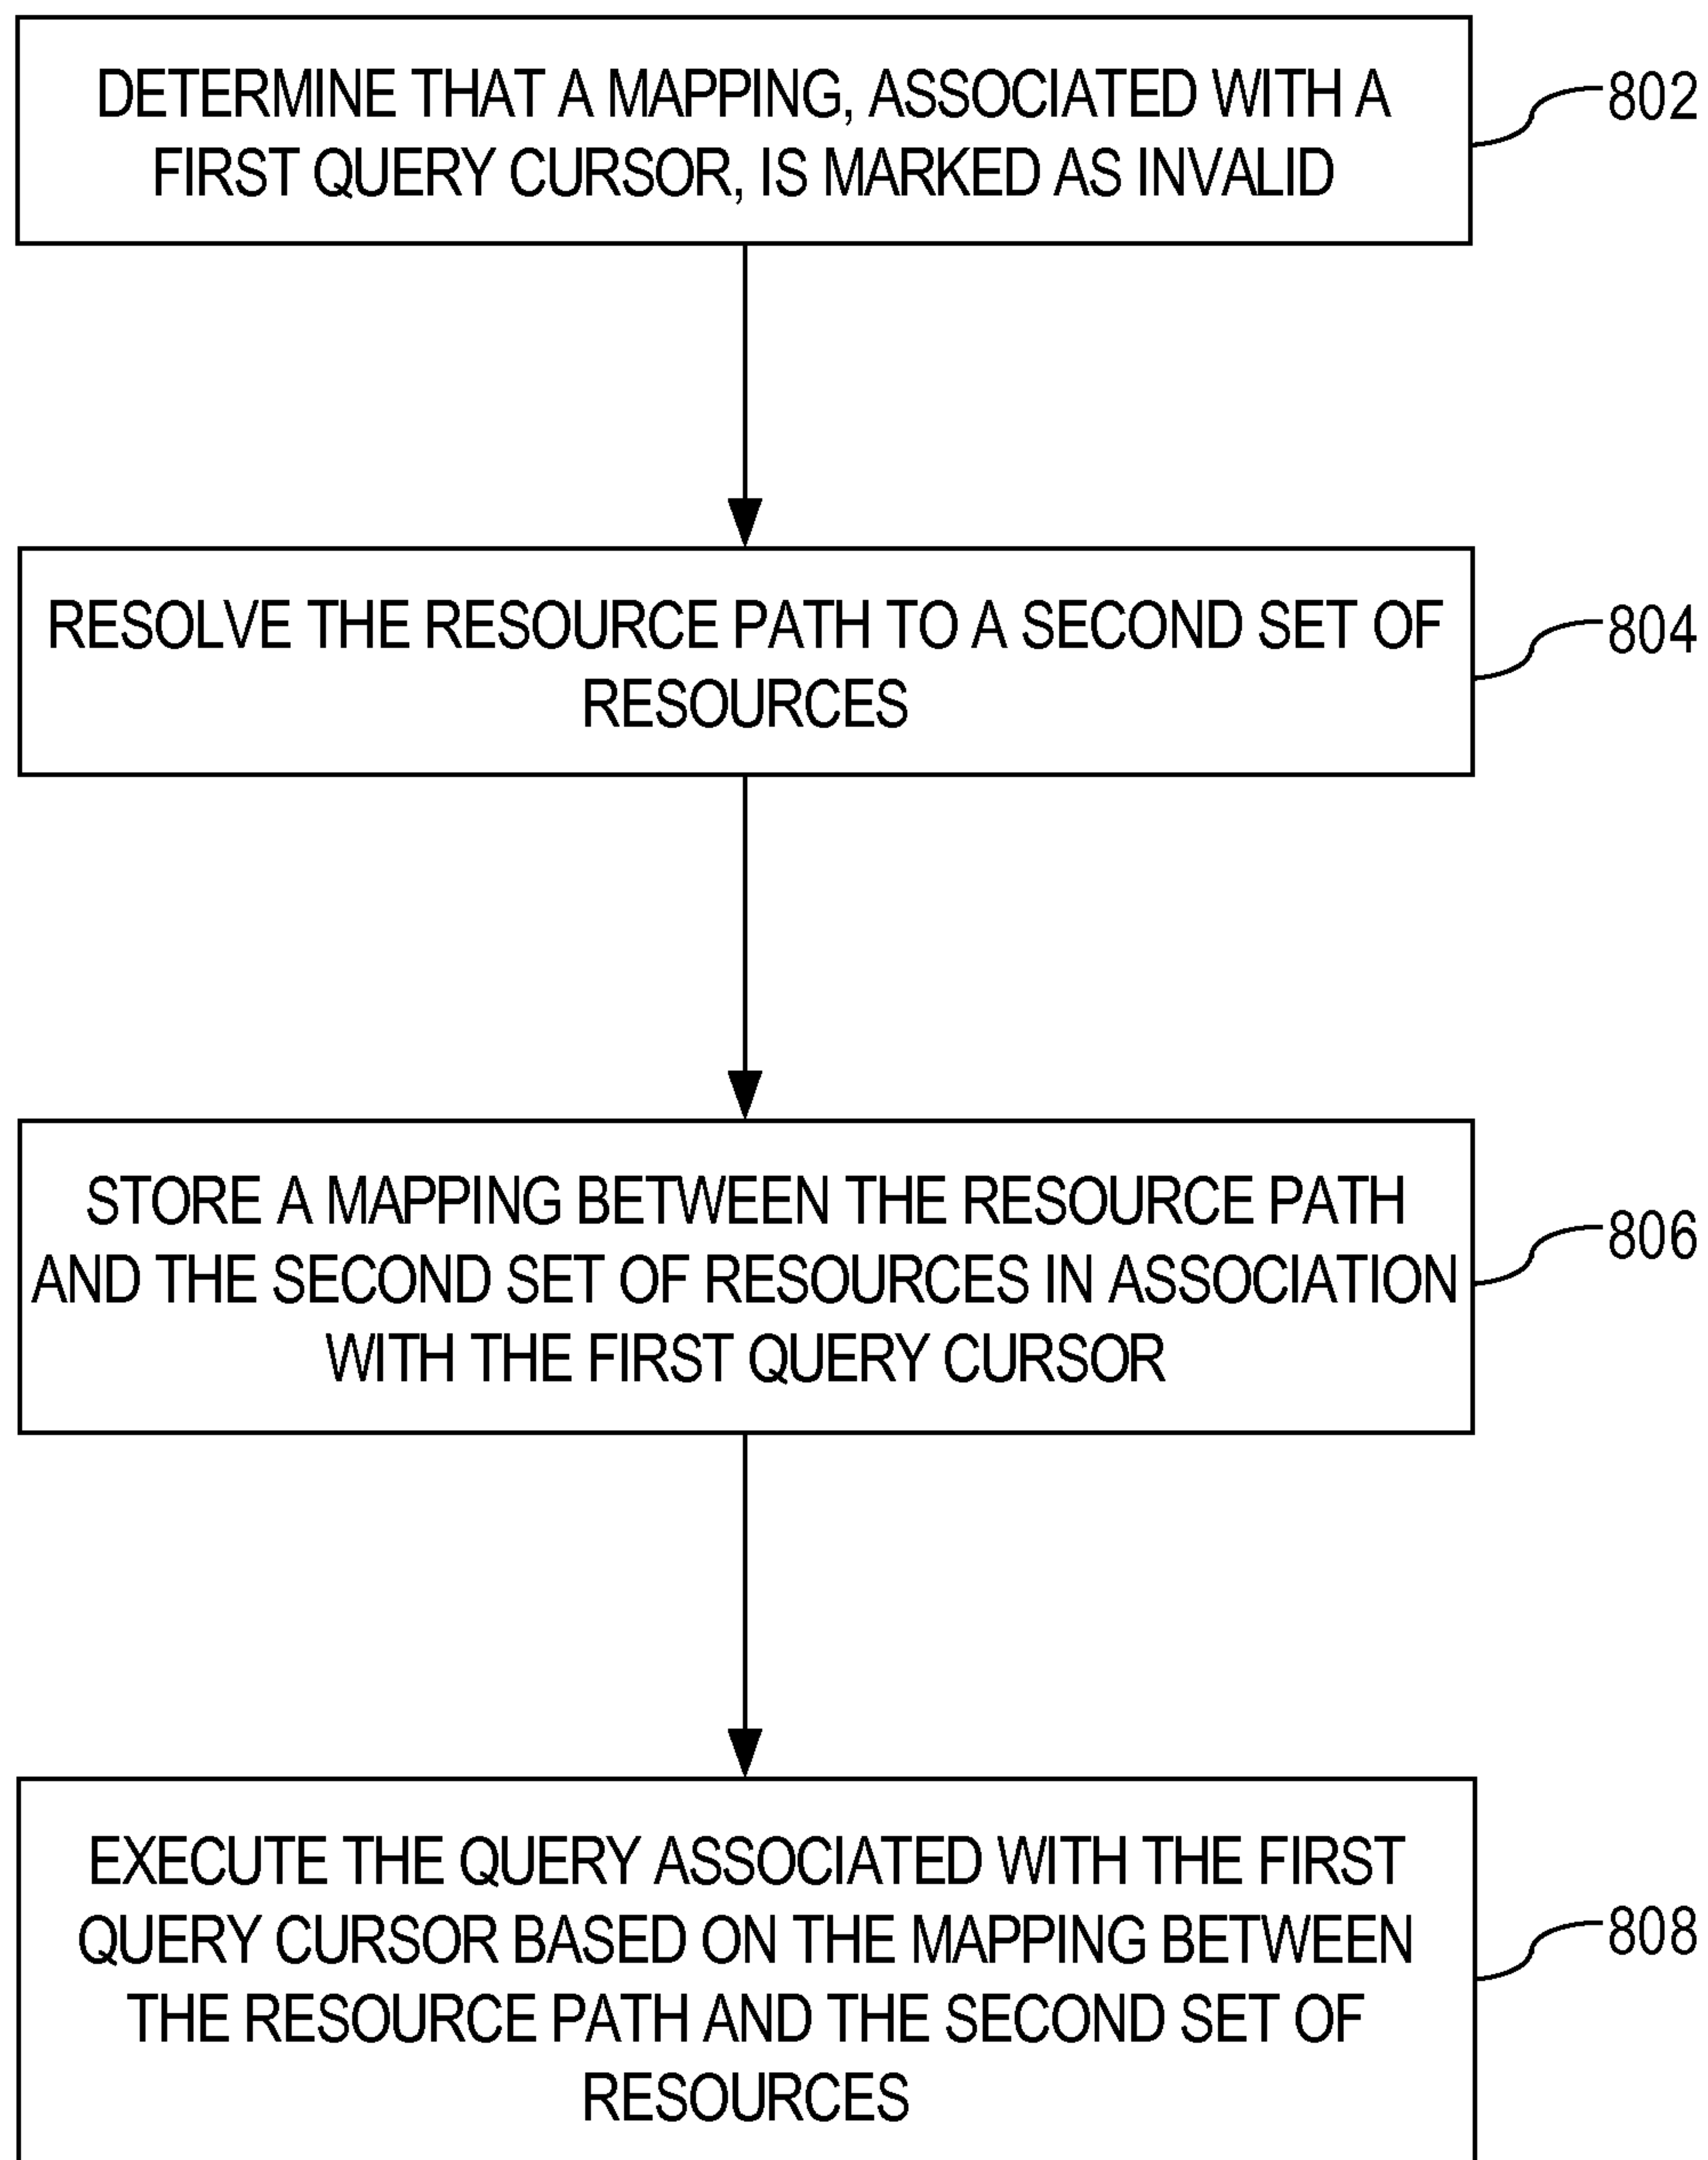 DETERMINE THAT A MAPPING, ASSOCIATED WITH A
FIRST QUERY CURSOR, IS MARKED AS INVALID
802
RESOLVE THE RESOURCE PATH TO A SECOND SET OF
RESOURCES
804
STORE A MAPPING BETWEEN THE RESOURCE PATH
AND THE SECOND SET OF RESOURCES IN ASSOCIATION
WITH THE FIRST QUERY CURSOR
806
EXECUTE THE QUERY ASSOCIATED WITH THE FIRST
QUERY CURSOR BASED ON THE MAPPING BETWEEN
THE RESOURCE PATH AND THE SECOND SET OF
RESOURCES
808